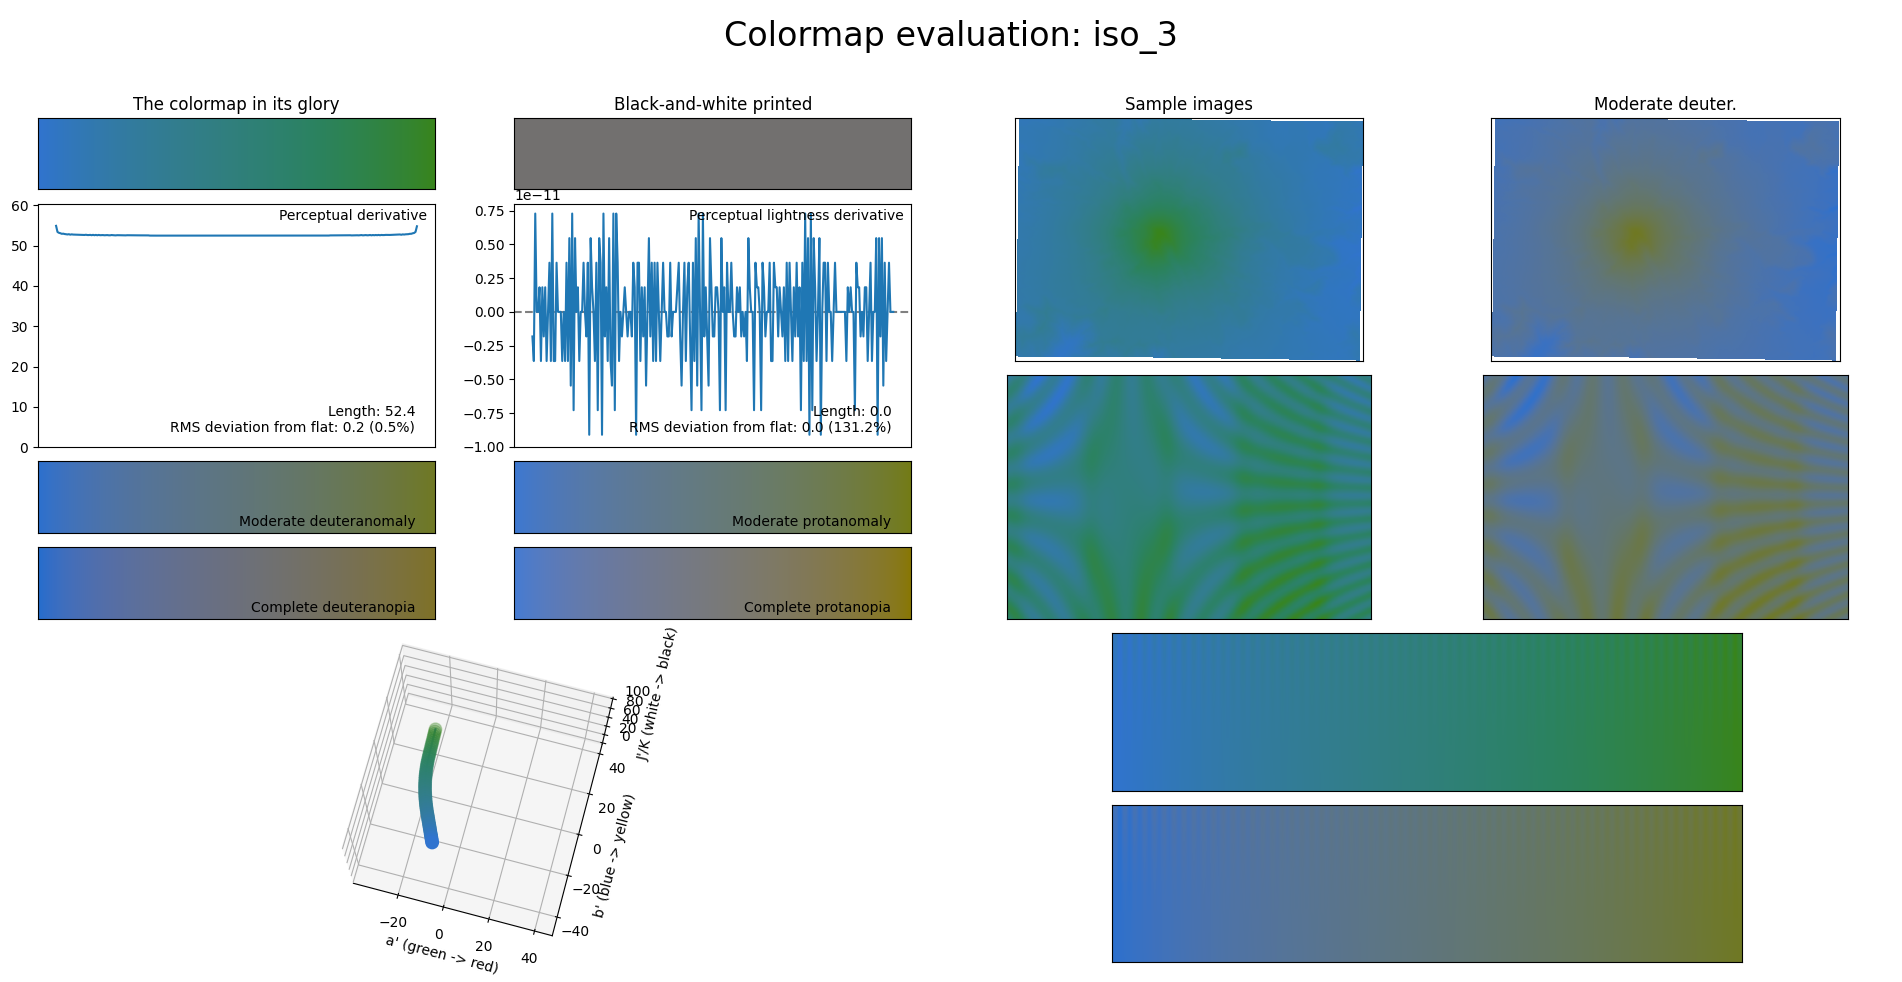 Colormap evaluation: iso_3
The colormap in its glory
Black-and-white printed
Sample images
Moderate deuter.
60
50
40
30
20
10
0
Perceptual derivative
Length: 52.4
RMS deviation from flat: 0.2 (0.5%)
1e−11
0.75
0.50
0.25
0.00
−0.25
−0.50
−0.75
−1.00
Perceptual lightness derivative
Length: 0.0
RMS deviation from flat: 0.0 (131.2%)
Moderate deuteranomaly
Moderate protanomaly
Complete deuteranopia
Complete protanopia
100
80
60
40
20
0
J'/K (white -> black)
40
20
0
−20
−40
b' (blue -> yellow)
−20
0
20
40
a' (green -> red)